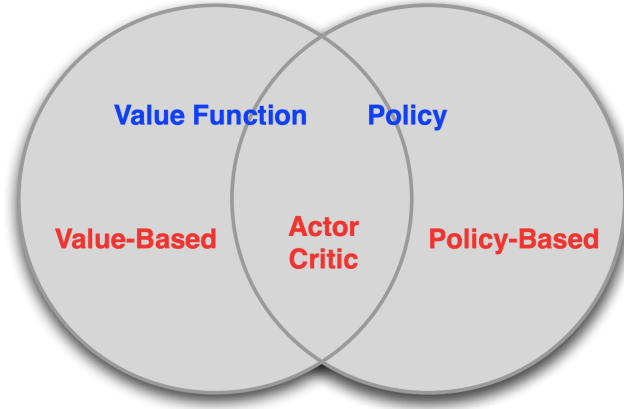 Value Function Policy
Value-Based
Actor
Critic
Policy-Based